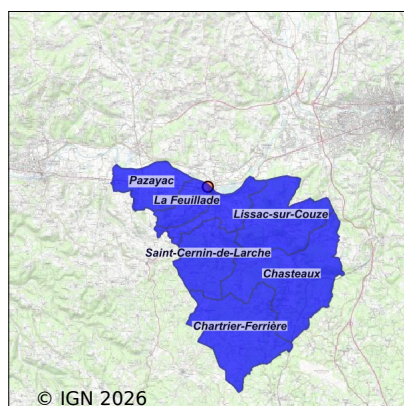 Pazayac
La Feuillade
Lissac-sur-Couze
Saint-Cernin-de-Larche
Chasteaux
Chartrier-Ferrière
© IGN 2026